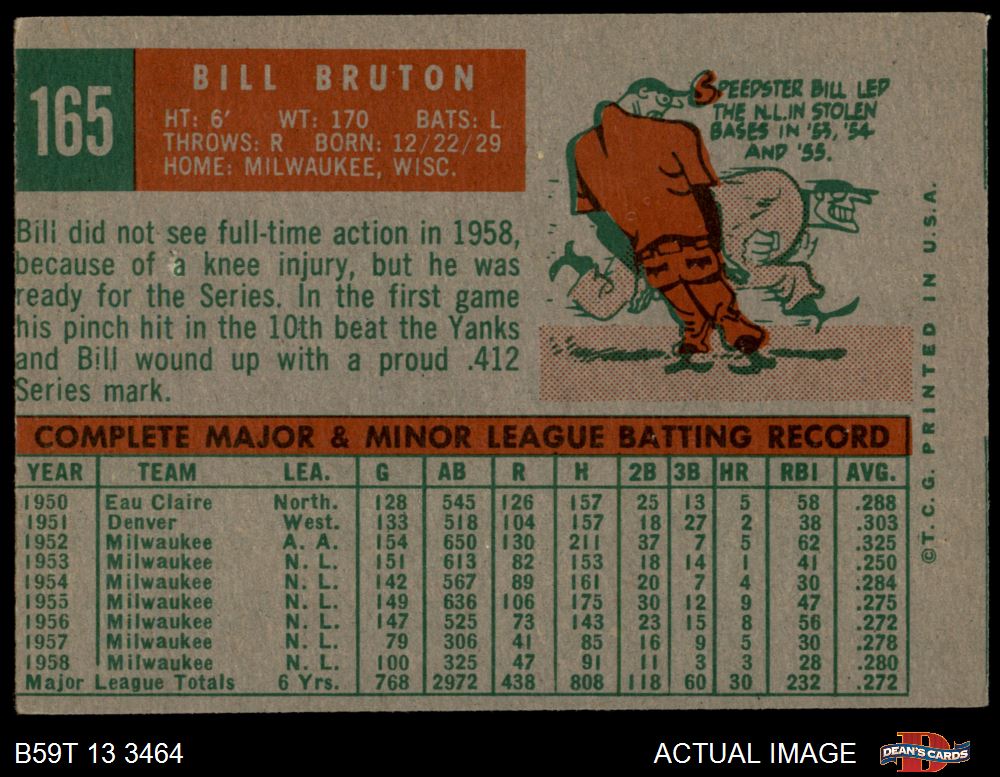 165
BILL BRUTON
HT: 6' WT: 170 BATS: L
THROWS: R BORN: 12/22/29
HOME: MILWAUKEE, WISC.
SPEEDSTER BILL LED
THE N.L. IN STOLEN
BASES IN '53, '54
AND '55.
Bill did not see full-time action in 1958,
because of a knee injury, but he was
ready for the Series. In the first game
his pinch hit in the 10th beat the Yanks
and Bill wound up with a proud .412
Series mark.
COMPLETE MAJOR & MINOR LEAGUE BATTING RECORD
YEAR TEAM LEA. G AB R H 2B 3B HR RBI AVG.
1950 Eau Claire North. 128 545 126 157 25 13 5 58 .288
1951 Denver West. 133 518 104 157 18 27 2 38 .303
1952 Milwaukee A. A. 154 650 130 211 37 7 5 62 .325
1953 Milwaukee N. L. 151 613 82 153 18 14 1 41 .250
1954 Milwaukee N. L. 142 567 89 161 20 7 4 30 .284
1955 Milwaukee N. L. 149 636 106 175 30 12 9 47 .275
1956 Milwaukee N. L. 147 525 73 143 23 15 8 56 .272
1957 Milwaukee N. L. 79 306 41 85 16 9 5 30 .278
1958 Milwaukee N. L. 100 325 47 91 11 3 3 28 .280
Major League Totals 6 Yrs. 768 2972 438 808 118 60 30 232 .272
©T. C. G. PRINTED IN U.S.A.
B59T 13 3464
ACTUAL IMAGE
D
DEAN'S CARDS